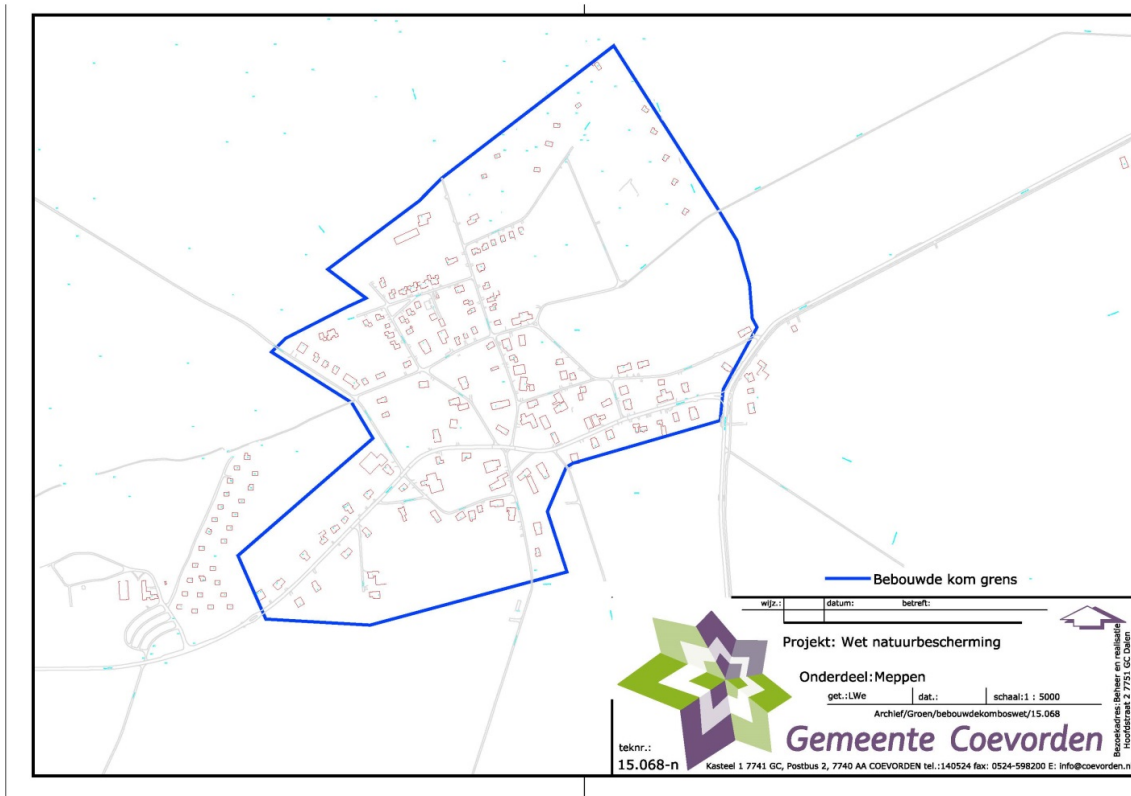 Bebouwde kom grens
wijz.: datum: betreft:
Projekt: Wet natuurbescherming
Onderdeel:Meppen
get.:LWe dat.: schaal:1 : 5000
Archief/Groen/bebouwdekomboswet/15.068
Gemeente Coevorden
teknr.:
15.068-n
Kasteel 1 7741 GC, Postbus 2, 7740 AA COEVORDEN tel.:140524 fax: 0524-598200 E: info@coevorden.n
Bezoekadres:Beheer en realisatie
Hoofdstraat 2 7751 GC Dalen